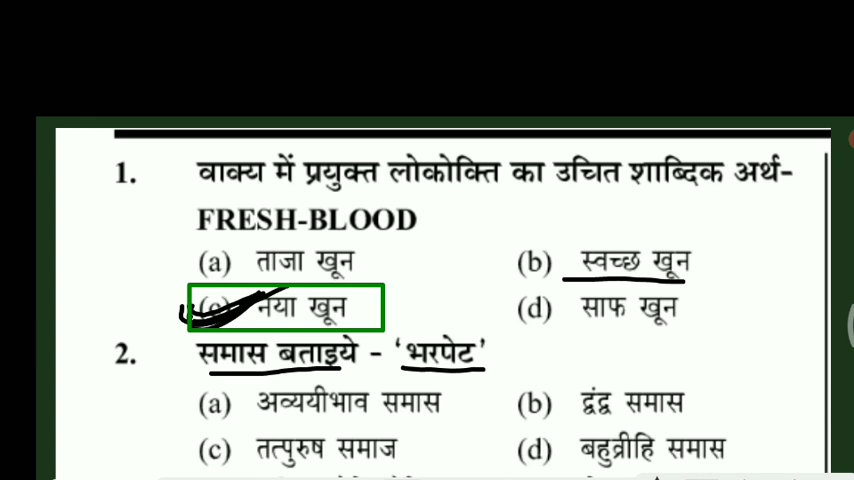 1. वाक्य में प्रयुक्त लोकोक्ति का उचित शाब्दिक अर्थ-
FRESH-BLOOD
(a) ताजा खून (b) स्वच्छ खून
(c) नया खून (d) साफ खून
2. समास बताइये - ‘भरपेट’
(a) अव्ययीभाव समास (b) द्वंद्व समास
(c) तत्पुरुष समाज (d) बहुव्रीहि समास